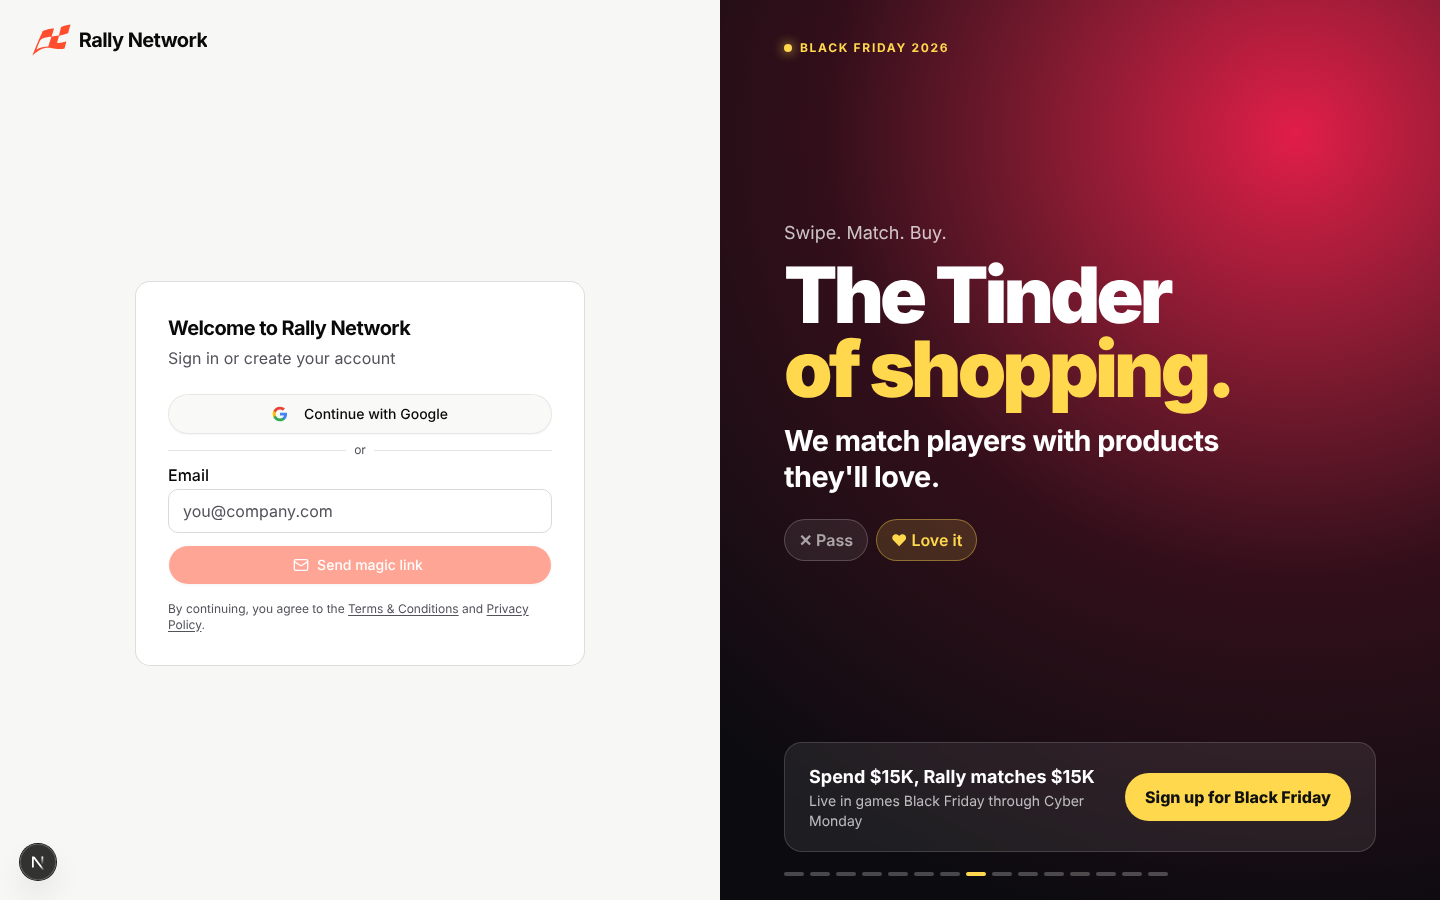 Rally Network
Welcome to Rally Network
Sign in or create your account
Continue with Google
or
Email
you@company.com
Send magic link
By continuing, you agree to the Terms & Conditions and Privacy
Policy.
BLACK FRIDAY 2026
Swipe. Match. Buy.
The Tinder
of shopping.
We match players with products
they'll love.
✕ Pass
♥ Love it
Spend $15K, Rally matches $15K
Live in games Black Friday through Cyber
Monday
Sign up for Black Friday
N